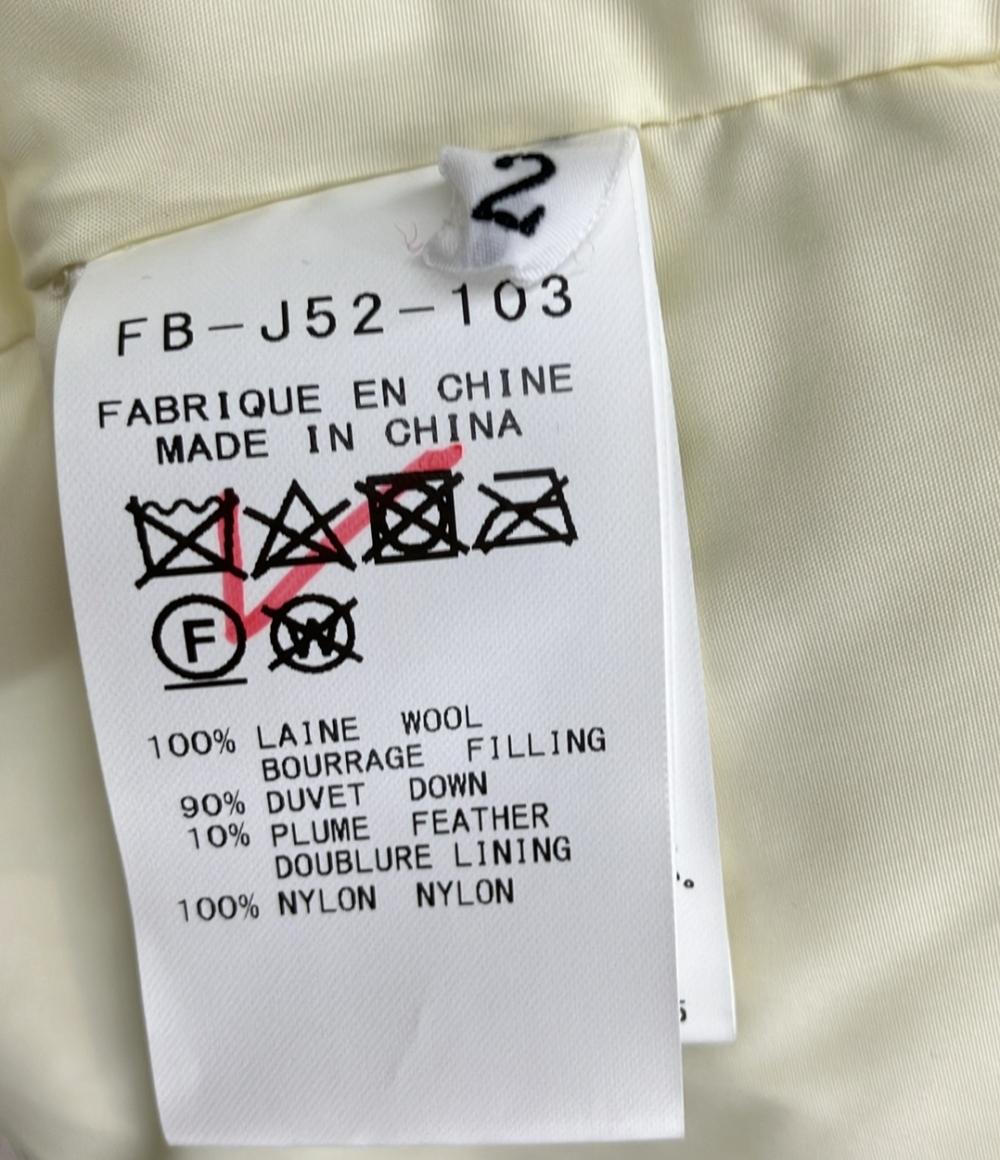 2
FB-J52-103
FABRIQUE EN CHINE
MADE IN CHINA
F W
100% LAINE WOOL
BOURRAGE FILLING
90% DUVET DOWN
10% PLUME FEATHER
DOUBLURE LINING
100% NYLON NYLON